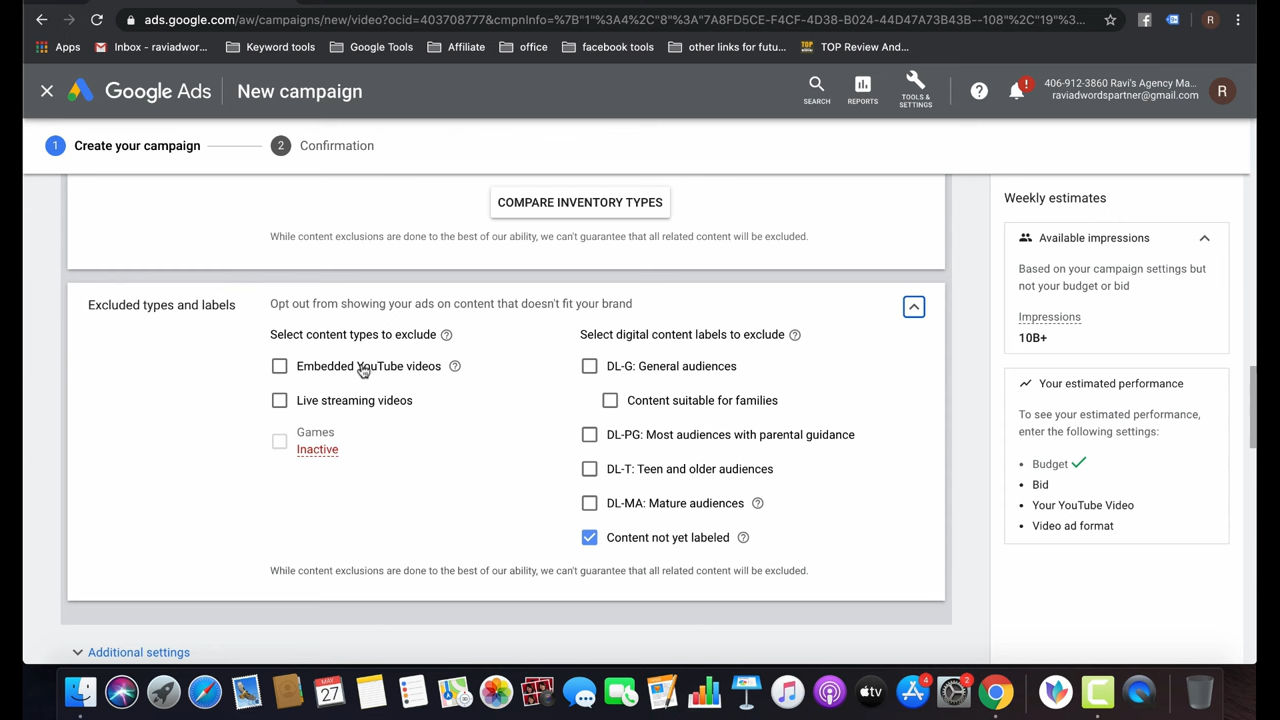 ads.google.com/aw/campaigns/new/video?ocid=403708777&cmpnInfo=%7B"1"%3A4%2C"8"%3A"7A8FD5CE-F4CF-4D38-B024-44D47A73B43B--108"%2C"19"%3...
R
Apps
Inbox - raviadwor...
Keyword tools
Google Tools
Affiliate
office
facebook tools
other links for futu...
TOP Review And...
Google Ads
New campaign
SEARCH
REPORTS
TOOLS &
SETTINGS
406-912-3860 Ravi's Agency Ma...
raviadwordspartner@gmail.com
R
1 Create your campaign
2 Confirmation
COMPARE INVENTORY TYPES
While content exclusions are done to the best of our ability, we can't guarantee that all related content will be excluded.
Excluded types and labels
Opt out from showing your ads on content that doesn't fit your brand
Select content types to exclude
Embedded YouTube videos
Live streaming videos
Games
Inactive
Select digital content labels to exclude
DL-G: General audiences
Content suitable for families
DL-PG: Most audiences with parental guidance
DL-T: Teen and older audiences
DL-MA: Mature audiences
Content not yet labeled
While content exclusions are done to the best of our ability, we can't guarantee that all related content will be excluded.
Additional settings
Weekly estimates
Available impressions
Based on your campaign settings but
not your budget or bid
Impressions
10B+
Your estimated performance
To see your estimated performance,
enter the following settings:
• Budget
• Bid
• Your YouTube Video
• Video ad format
MAY
27
tv
4
2